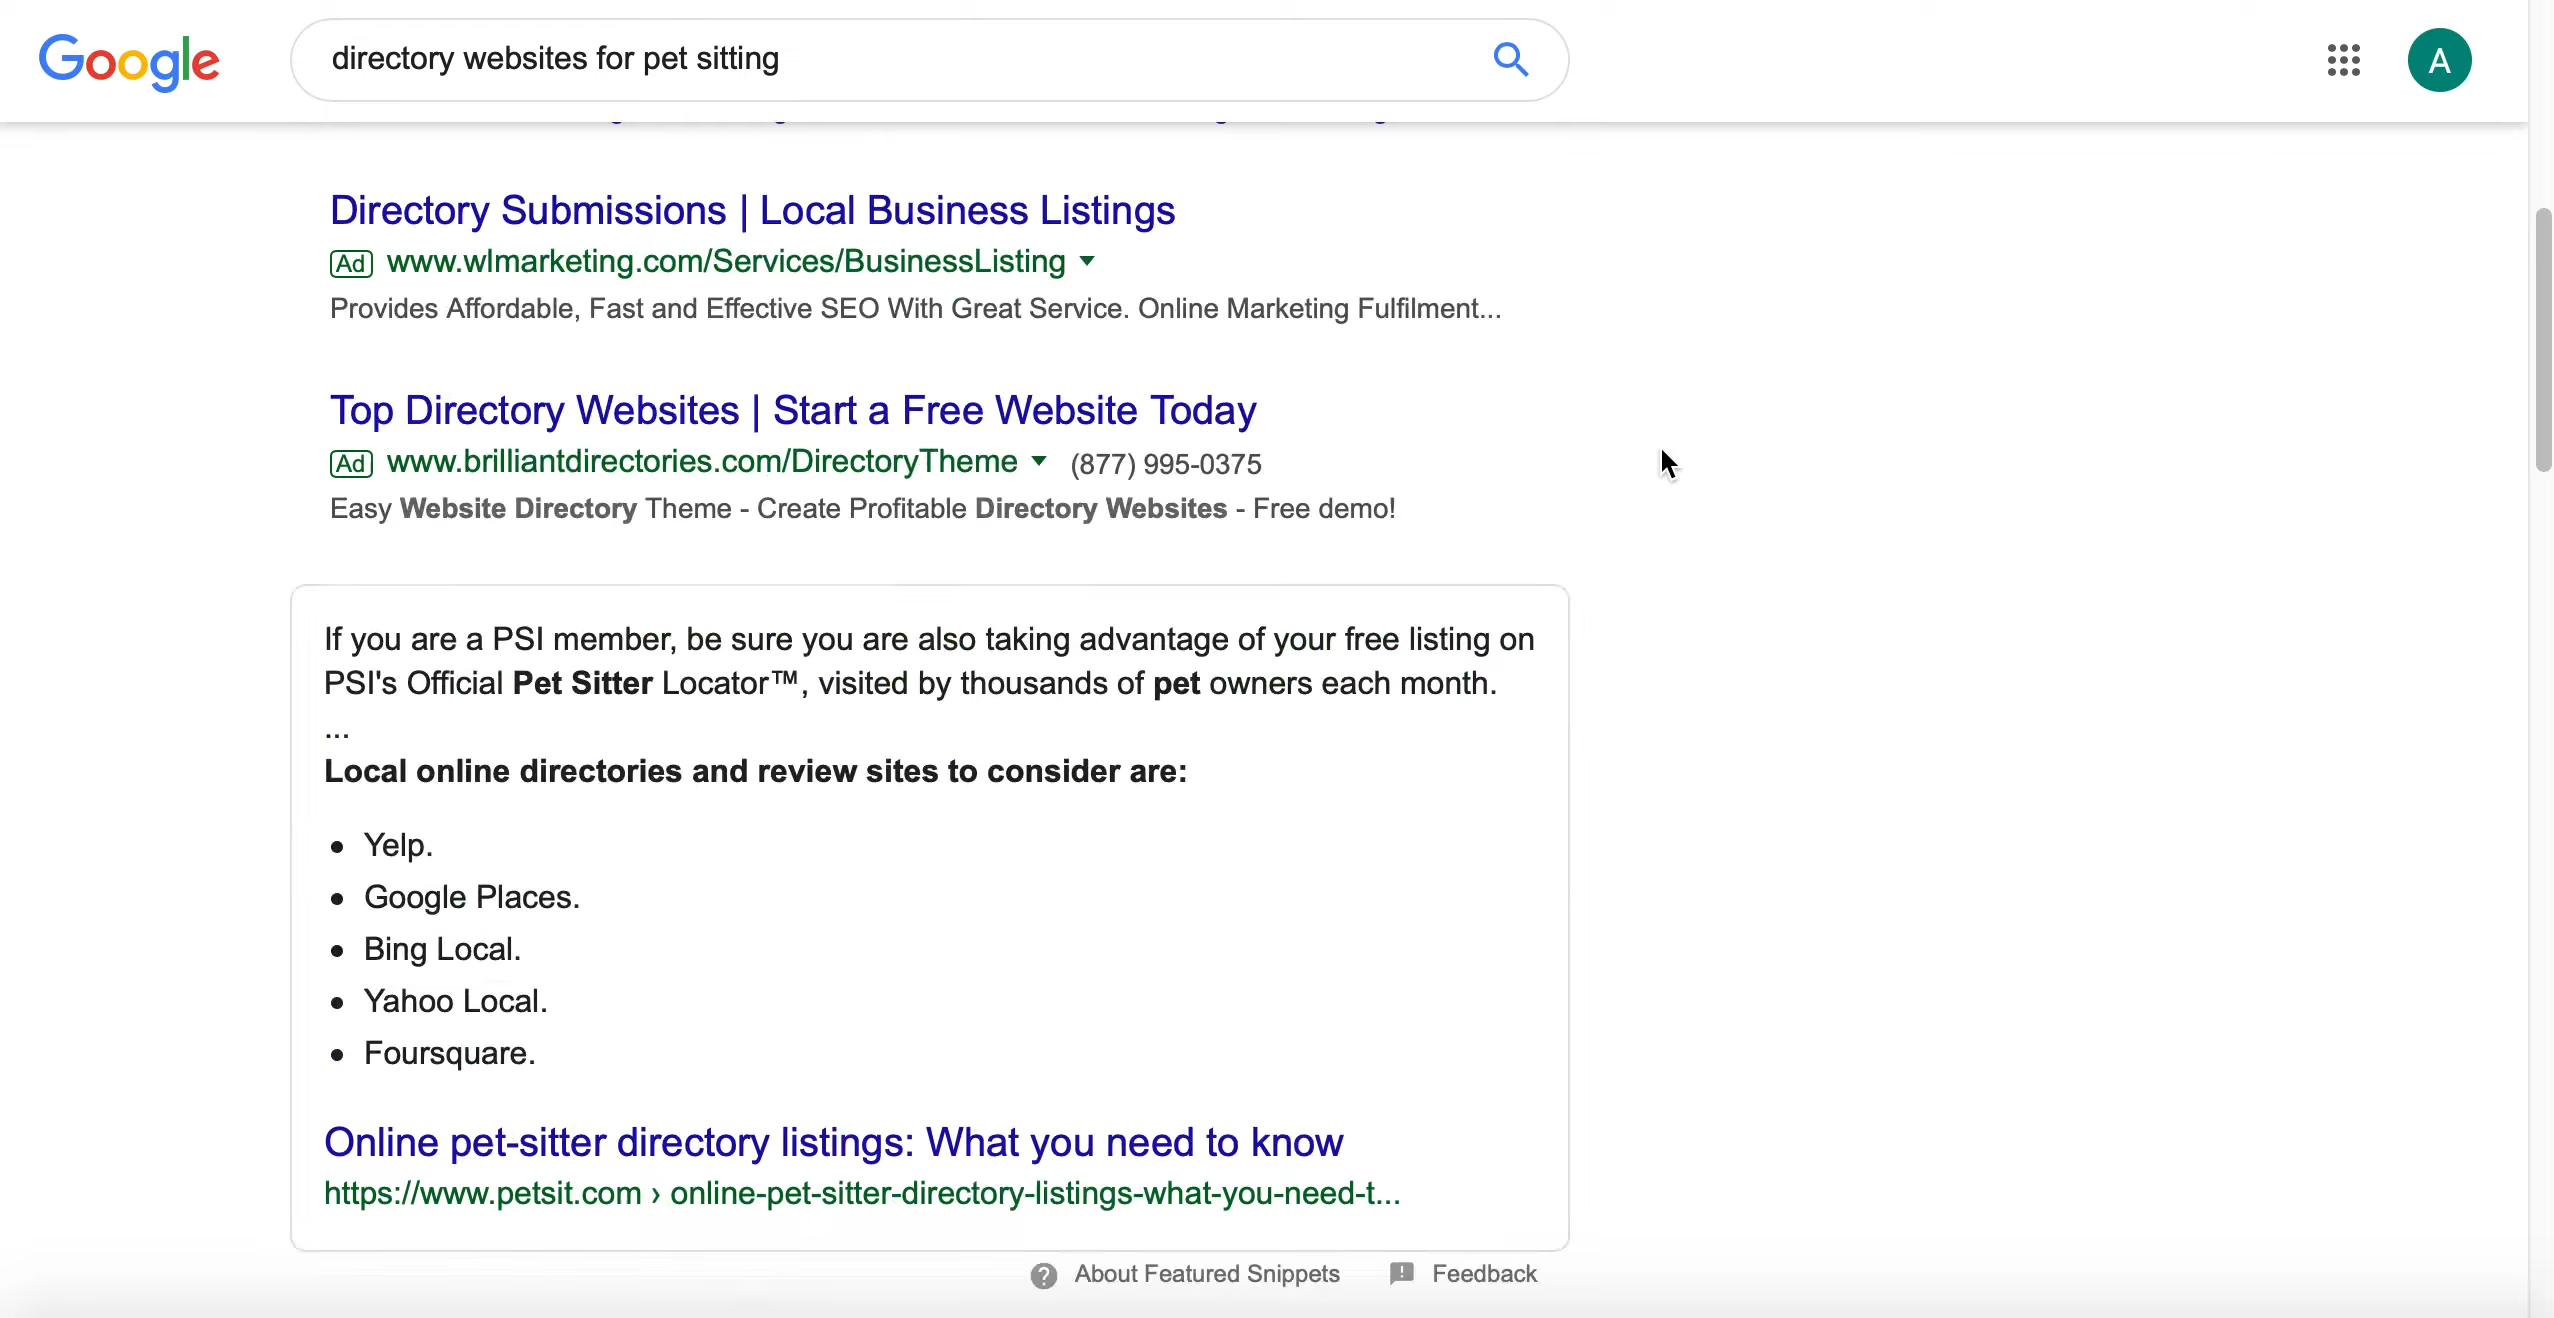 Google
directory websites for pet sitting
A
Directory Submissions | Local Business Listings
Ad www.wlmarketing.com/Services/BusinessListing
Provides Affordable, Fast and Effective SEO With Great Service. Online Marketing Fulfilment...
Top Directory Websites | Start a Free Website Today
Ad www.brilliantdirectories.com/DirectoryTheme (877) 995-0375
Easy Website Directory Theme - Create Profitable Directory Websites - Free demo!
If you are a PSI member, be sure you are also taking advantage of your free listing on
PSI's Official Pet Sitter Locator™, visited by thousands of pet owners each month.
...
Local online directories and review sites to consider are:
• Yelp.
• Google Places.
• Bing Local.
• Yahoo Local.
• Foursquare.
Online pet-sitter directory listings: What you need to know
https://www.petsit.com › online-pet-sitter-directory-listings-what-you-need-t...
About Featured Snippets Feedback